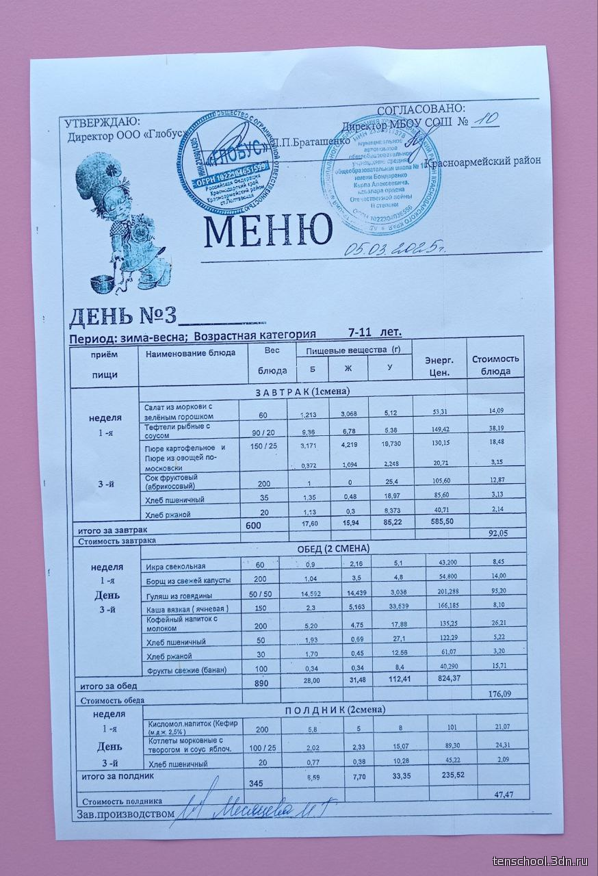 УТВЕРЖДАЮ:
Директор ООО «Глобус»
Л.П.Браташенко
СОГЛАСОВАНО:
Директор МБОУ СОШ № 10
Красноармейский район
«ГЛОБУС»
МЕНЮ
05.03.2025г.
ДЕНЬ №3
Период: зима-весна; Возрастная категория 7-11 лет.
приём пищи Наименование блюда Вес блюда Пищевые вещества (г) Б Ж У Энерг. Цен. Стоимость блюда
ЗАВТРАК (1смена)
неделя
1 -я
3 -й
Салат из моркови с зелёным горошком 60 1,213 3,068 5,12 53,31 14,09
Тефтели рыбные с соусом 90 / 20 6,78 149,42 38,19
Пюре картофельное и 150 / 25 3,171 4,219 19,730 130,15 18,48
Пюре из овощей по-московски 0,972 1,094 2,248 20,71 3,15
Сок фруктовый (абрикосовый) 200 1 0 25,4 105,60 12,87
Хлеб пшеничный 35 1,35 0,48 85,60 3,13
Хлеб ржаной 20 1,13 0,3 8,373 40,71 2,14
итого за завтрак 600 17,60 15,94 85,22 585,50
Стоимость завтрака 92,05
ОБЕД (2 СМЕНА)
неделя
1 -я
День
3 -й
Икра свекольная 60 0,9 2,16 5,1 43,200 8,45
Борщ из свежей капусты 200 1,04 3,5 4,8 54,800 14,00
Гуляш из говядины 50 / 50 14,592 14,439 3,036 201,288 95,20
Каша вязкая ( ячневая ) 150 2,3 5,163 33,639 166,185 8,10
Кофейный напиток с молоком 200 5,20 4,75 17,88 135,25 26,21
Хлеб пшеничный 50 1,93 0,69 27,1 122,29 5,22
Хлеб ржаной 30 1,70 0,45 12,56 61,07 3,20
Фрукты свежие (банан) 100 0,34 0,34 8,4 40,290 15,71
итого за обед 890 28,00 31,48 112,41 824,37
Стоимость обеда 176,09
ПОЛДНИК (2смена)
неделя
1 -я
День
3 -й
Кисломол.напиток (Кефир (м.д.ж. 2,5% ) 200 5,8 5 8 101 21,07
Котлеты морковные с творогом и соус яблоч. 100 / 25 2,02 2,33 15,07 89,30 24,31
Хлеб пшеничный 20 0,77 0,38 10,28 45,22 2,09
итого за полдник 345 8,59 7,70 33,35 235,52
Стоимость полдника 47,47
Зав.производством
tenschool.3dn.ru